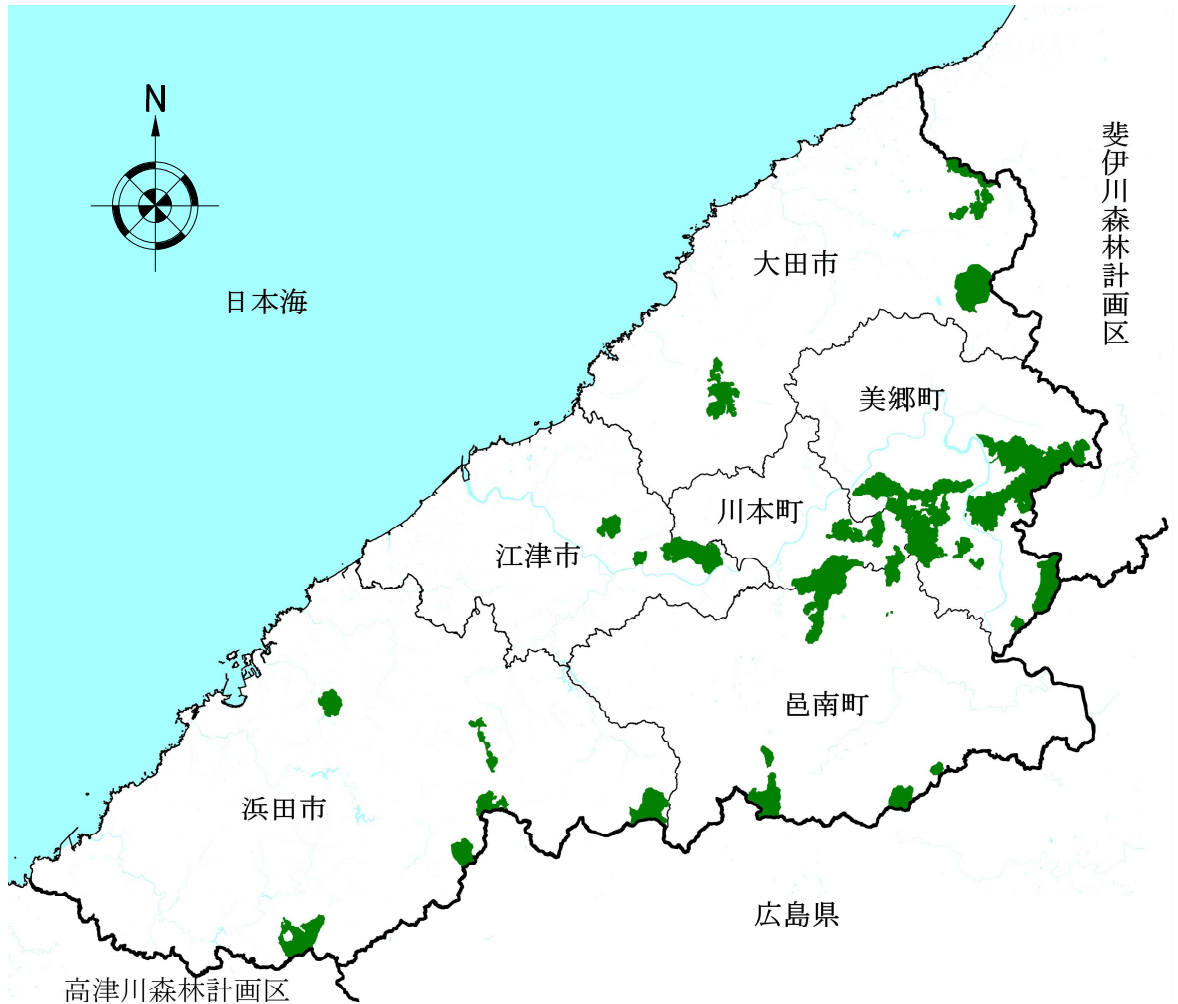 N
斐伊川森林計画区
大田市
日本海
美郷町
川本町
江津市
邑南町
浜田市
広島県
高津川森林計画区